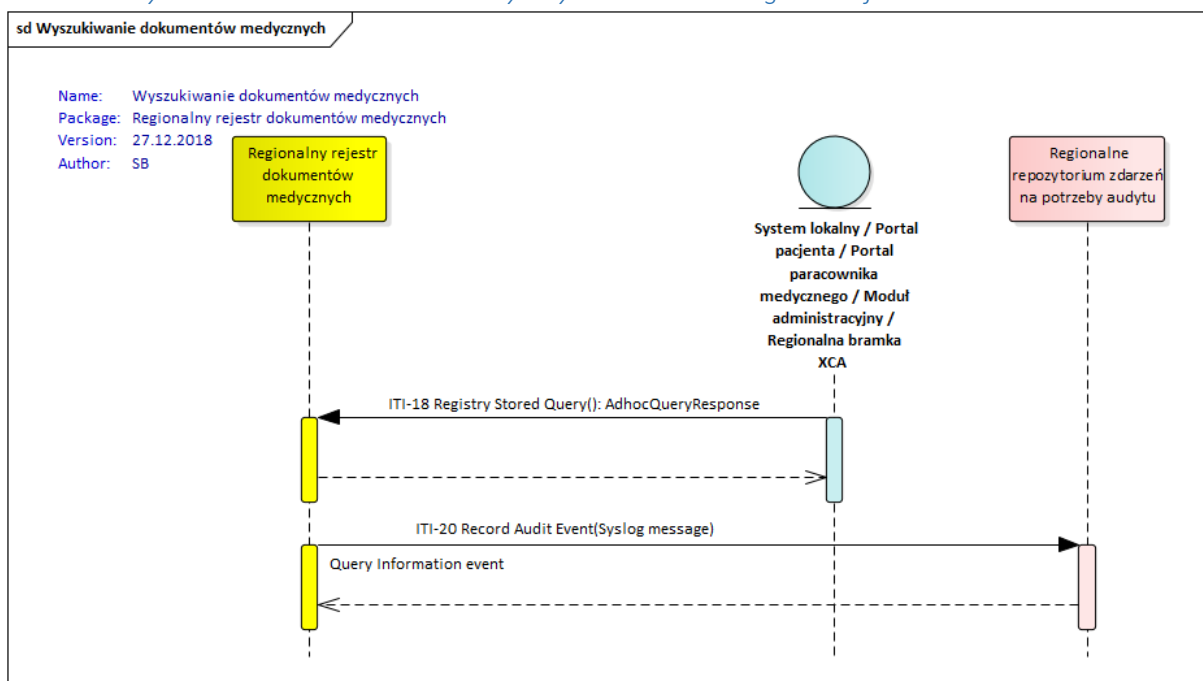 sd Wyszukiwanie dokumentów medycznych
Name: Wyszukiwanie dokumentów medycznych
Package: Regionalny rejestr dokumentów medycznych
Version: 27.12.2018
Author: SB
Regionalny rejestr
dokumentów
medycznych
System lokalny / Portal
pacjenta / Portal
paracownika
medycznego / Moduł
administracyjny /
Regionalna bramka
XCA
Regionalne
repozytorium zdarzeń
na potrzeby audytu
ITI-18 Registry Stored Query(): AdhocQueryResponse
ITI-20 Record Audit Event(Syslog message)
Query Information event